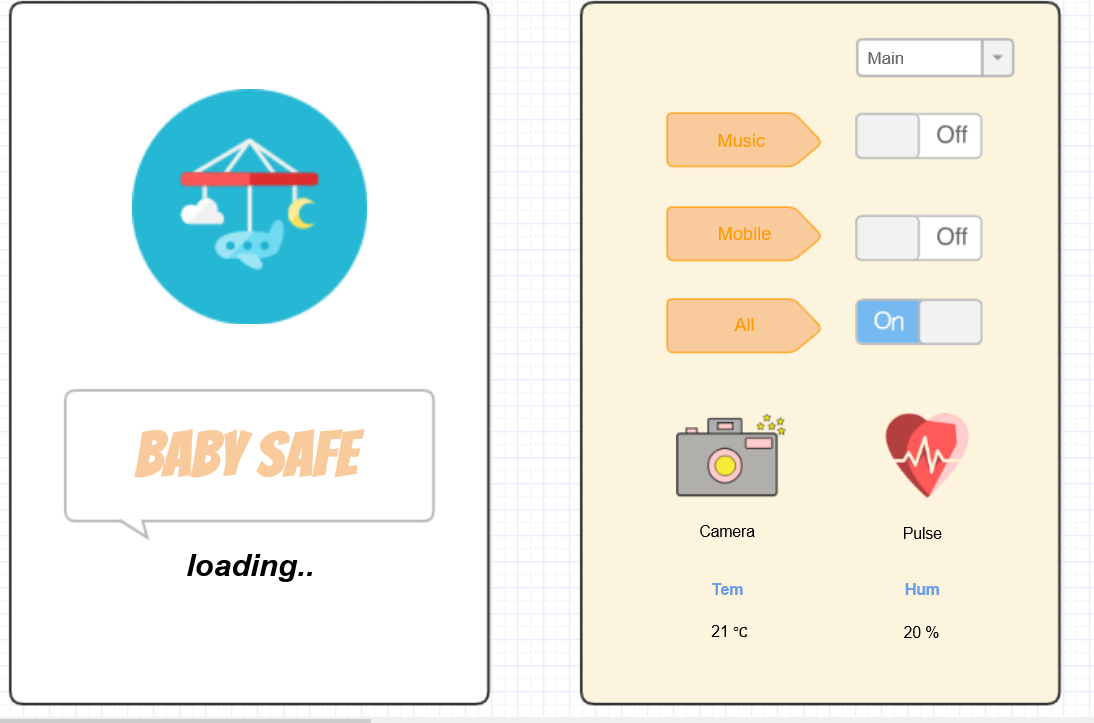 BABY SAFE
loading..
Main
Music
Off
Mobile
Off
All
On
Camera
Pulse
Tem
Hum
21 °C
20 %